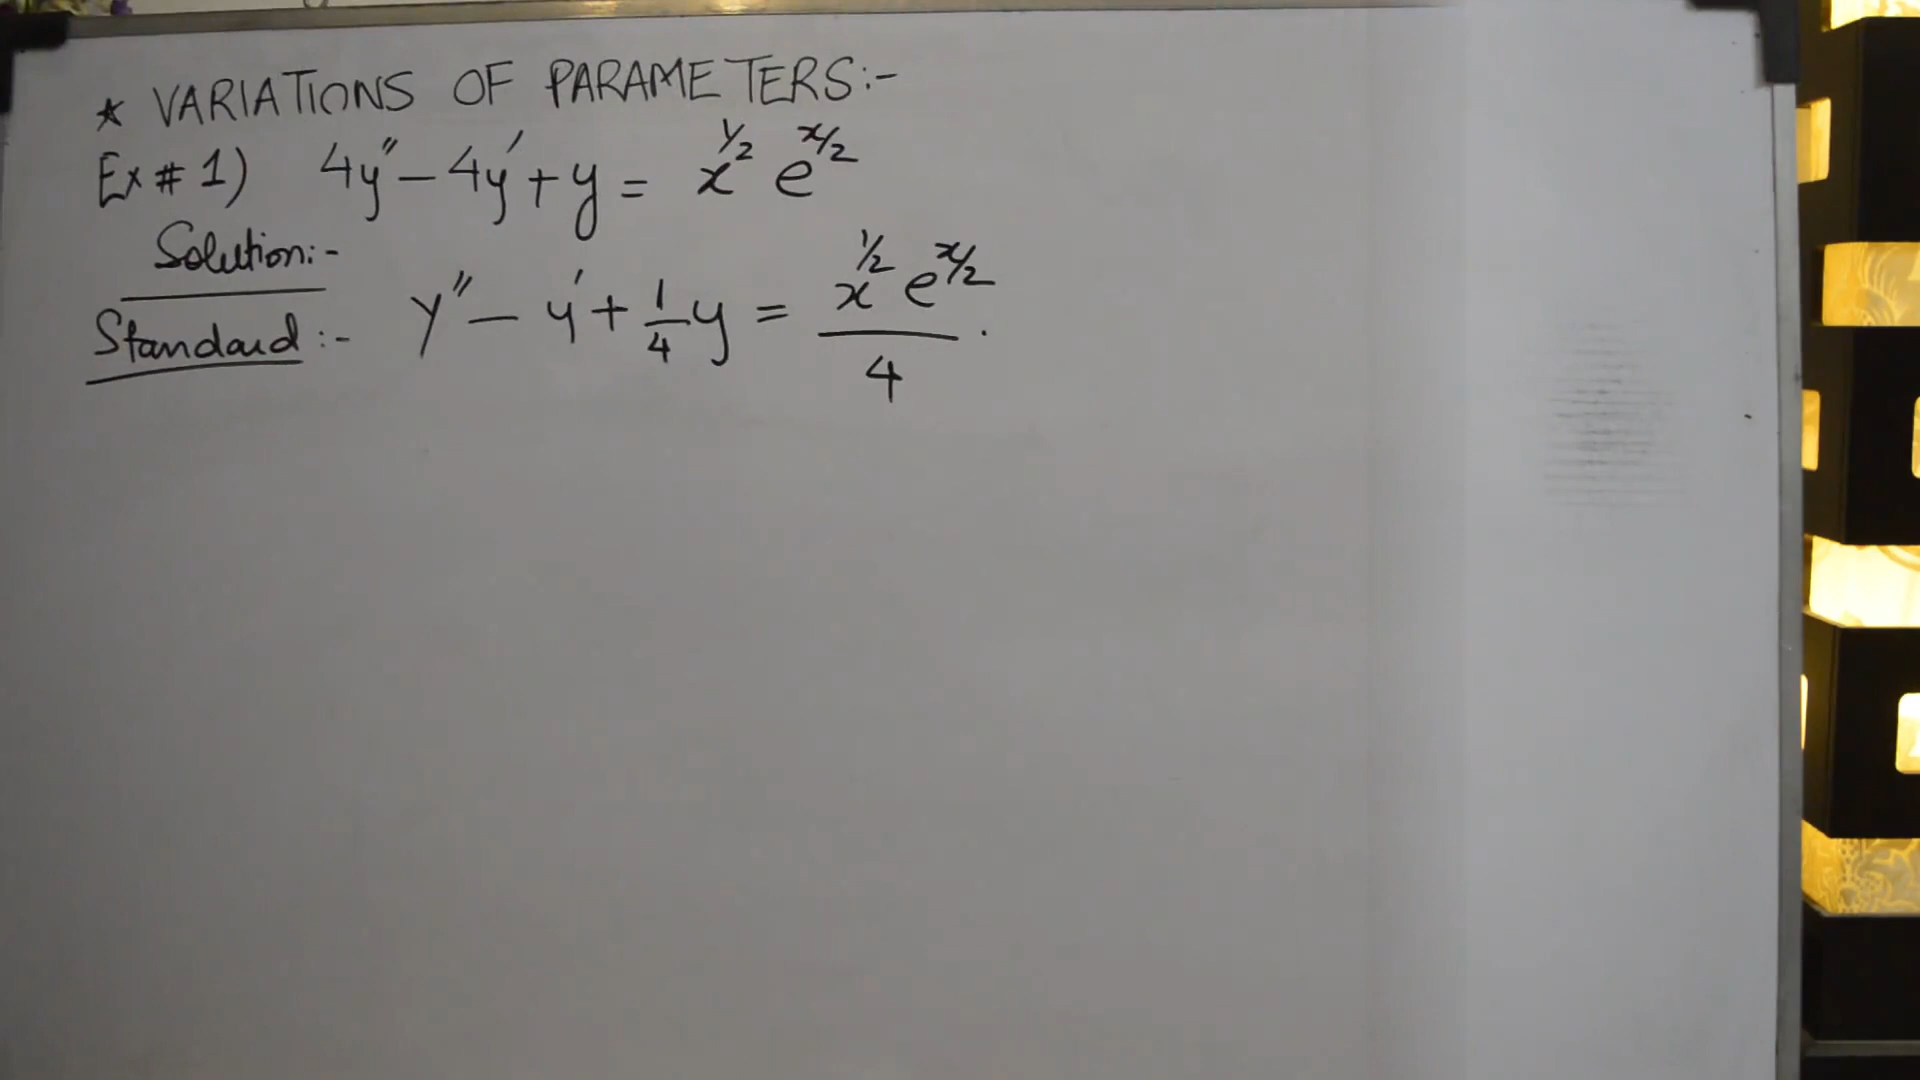 ★ VARIATIONS OF PARAMETERS:-
Ex # 1) 4y'' - 4y' + y = x^1/2 e^x/2
Solution:-
Standard:- y'' - y' + 1/4 y = x^1/2 e^x/2 / 4 .